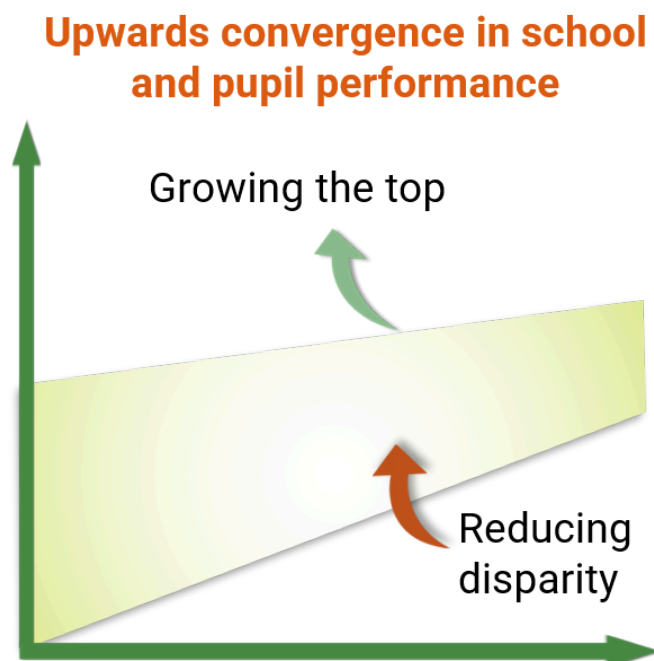 Upwards convergence in school
and pupil performance
Growing the top
Reducing
disparity